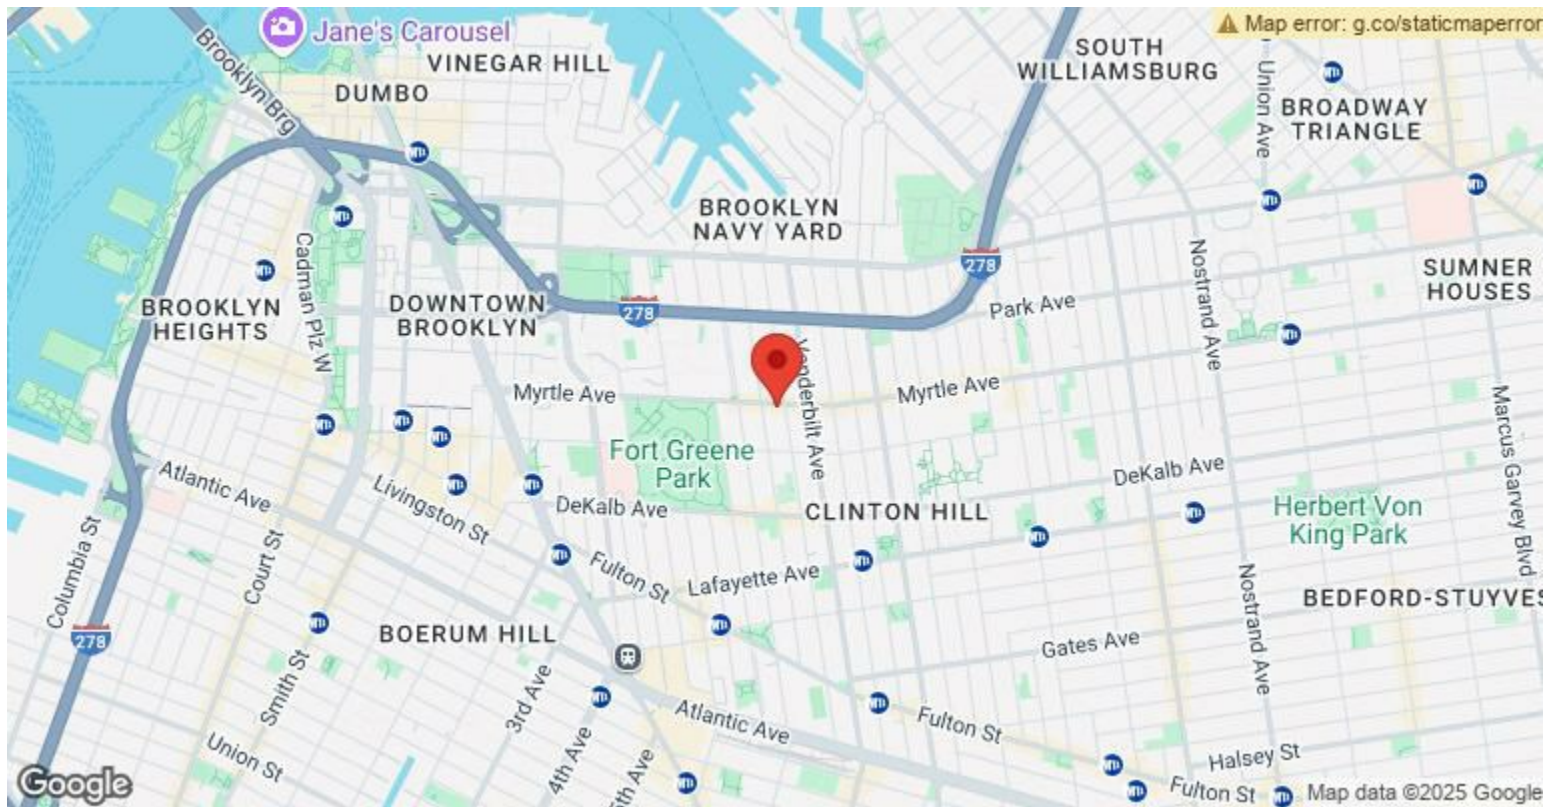 Map error: g.co/staticmaperror
Jane's Carousel
Brooklyn Brg
VINEGAR HILL
DUMBO
SOUTH
WILLIAMSBURG
Union Ave
BROADWAY
TRIANGLE
BROOKLYN
NAVY YARD
Cadman Plz W
BROOKLYN
HEIGHTS
DOWNTOWN
BROOKLYN
278
278
Park Ave
Nostrand Ave
SUMNER
HOUSES
Myrtle Ave
Vanderbilt Ave
Myrtle Ave
Marcus Garvey Blvd
Fort Greene
Park
Atlantic Ave
Livingston St
DeKalb Ave
CLINTON HILL
DeKalb Ave
Herbert Von
King Park
Columbia St
Court St
Fulton St
Lafayette Ave
Nostrand Ave
BEDFORD-STUYVES
278
BOERUM HILL
Gates Ave
Smith St
3rd Ave
Atlantic Ave
Fulton St
Union St
4th Ave
5th Ave
Halsey St
Fulton St
Google
Map data ©2025 Google